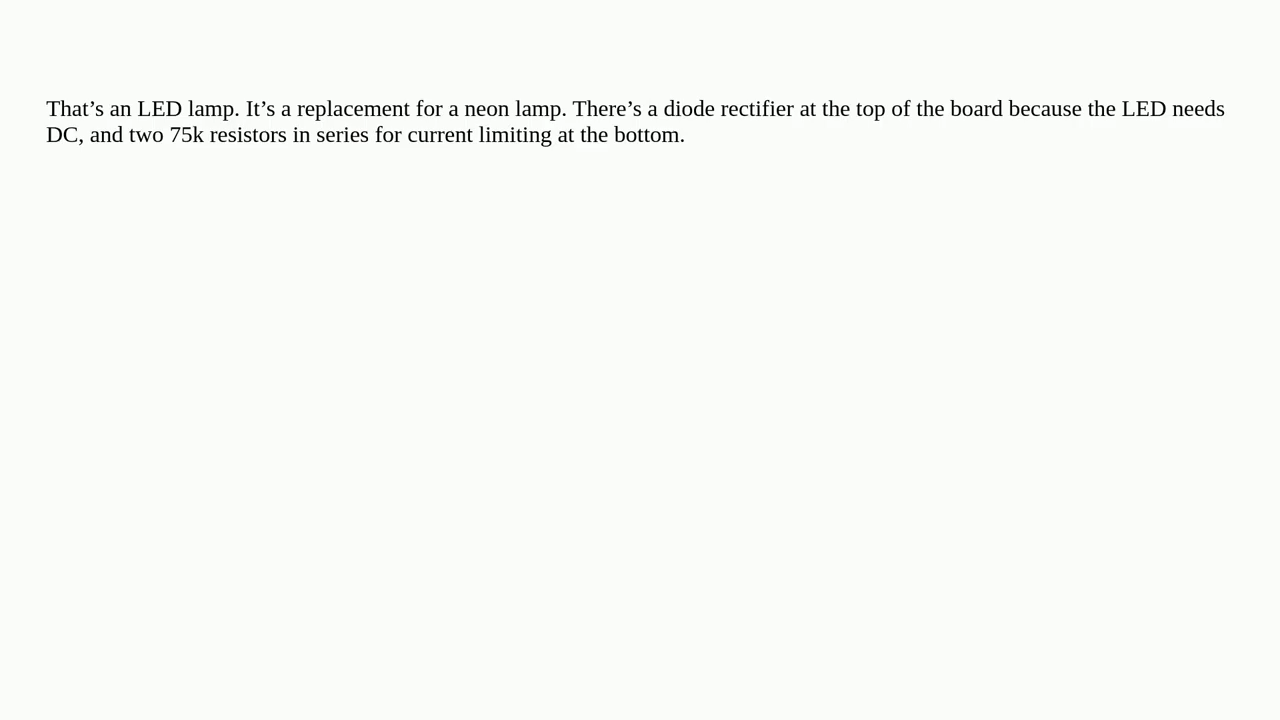 That’s an LED lamp. It’s a replacement for a neon lamp. There’s a diode rectifier at the top of the board because the LED needs
DC, and two 75k resistors in series for current limiting at the bottom.